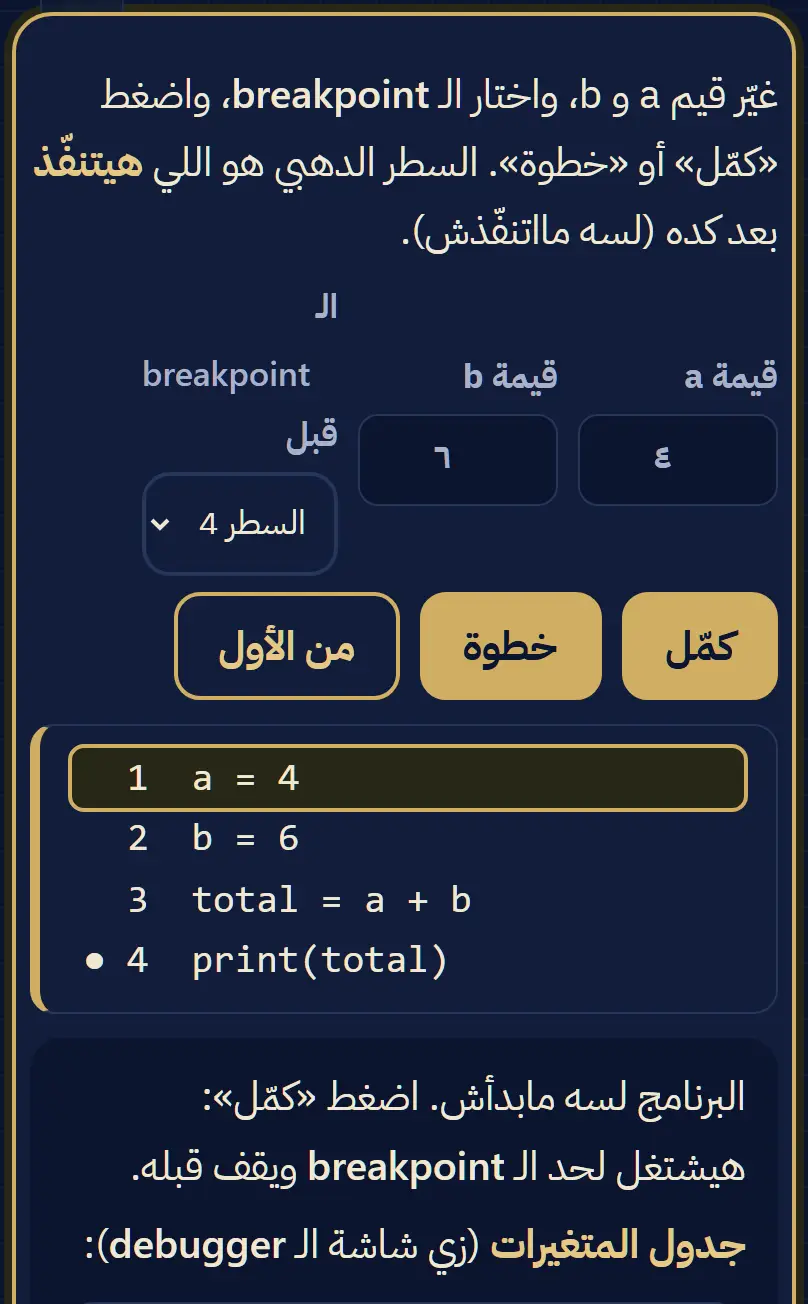 غيّر قيم a و b، واختار الـ breakpoint، واضغط
«كمّل» أو «خطوة». السطر الدهبي هو اللي هيتنفّذ
بعد كده (لسه مااتنفّذش).
قيمة a
٤
قيمة b
٦
الـ
breakpoint
قبل
السطر 4
كمّل
خطوة
من الأول
1 a = 4
2 b = 6
3 total = a + b
● 4 print(total)
البرنامج لسه مابدأش. اضغط «كمّل»:
هيشتغل لحد الـ breakpoint ويقف قبله.
جدول المتغيرات (زي شاشة الـ debugger):